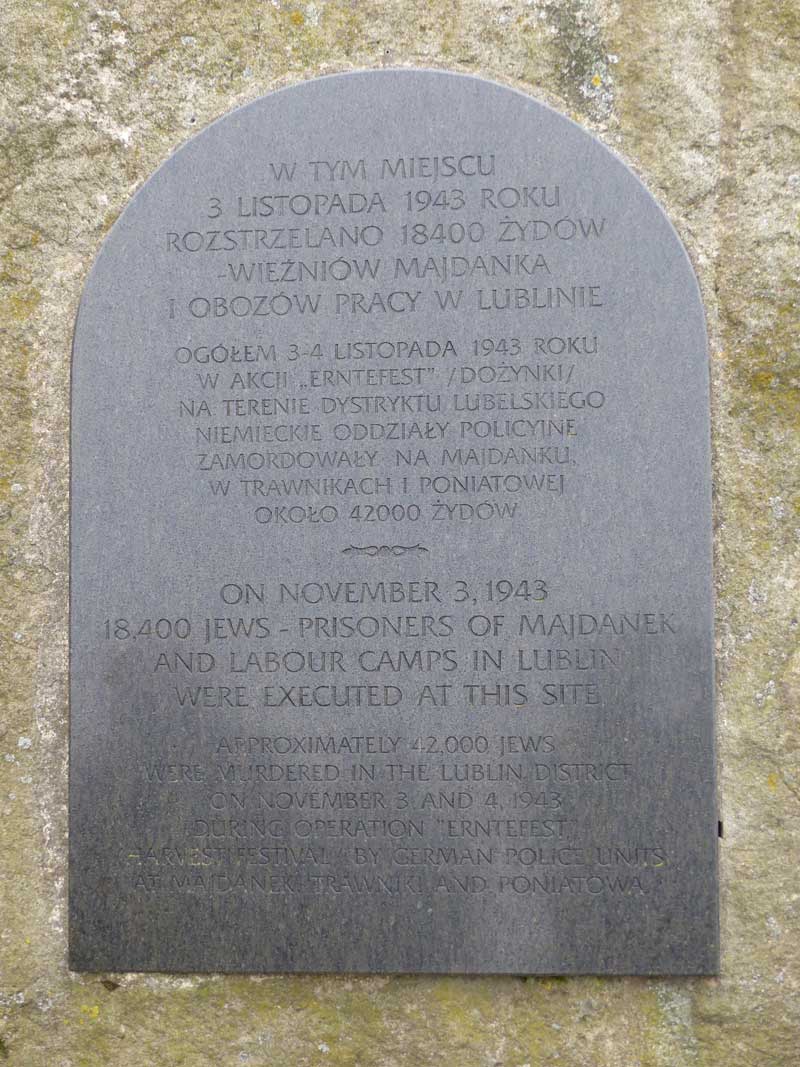 W TYM MIEJSCU
3 LISTOPADA 1943 ROKU
ROZSTRZELANO 18400 ŻYDÓW
-WIĘŹNIÓW MAJDANKA
I OBOZÓW PRACY W LUBLINIE
OGÓŁEM 3-4 LISTOPADA 1943 ROKU
W AKCJI „ERNTEFEST” /DOŻYNKI/
NA TERENIE DYSTRYKTU LUBELSKIEGO
NIEMIECKIE ODDZIAŁY POLICYJNE
ZAMORDOWAŁY NA MAJDANKU,
W TRAWNIKACH I PONIATOWEJ
OKOŁO 42000 ŻYDÓW
ON NOVEMBER 3, 1943
18,400 JEWS - PRISONERS OF MAJDANEK
AND LABOUR CAMPS IN LUBLIN
WERE EXECUTED AT THIS SITE
APPROXIMATELY 42,000 JEWS
WERE MURDERED IN THE LUBLIN DISTRICT
ON NOVEMBER 3 AND 4, 1943
DURING OPERATION "ERNTEFEST"
/HARVEST FESTIVAL/ BY GERMAN POLICE UNITS
AT MAJDANEK, TRAWNIKI AND PONIATOWA